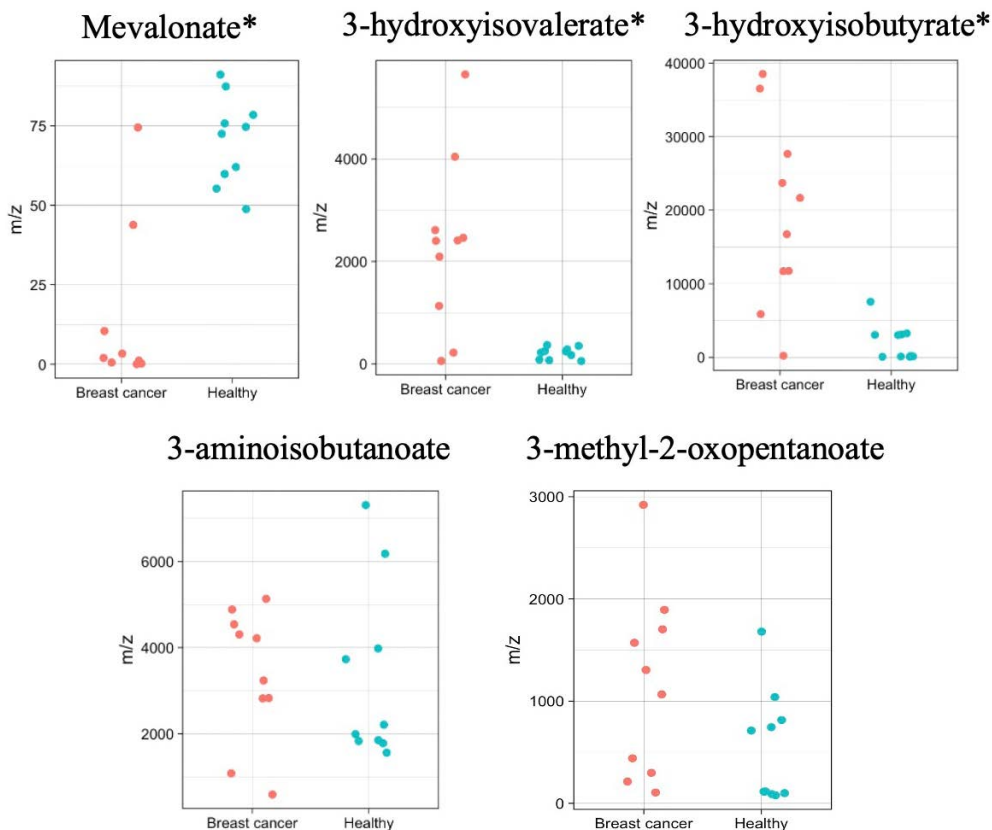 Mevalonate*
m/z
75
50
25
0
Breast cancer
Healthy
3-hydroxyisovalerate*
m/z
4000
2000
0
Breast cancer
Healthy
3-hydroxyisobutyrate*
m/z
40000
30000
20000
10000
0
Breast cancer
Healthy
3-aminoisobutanoate
m/z
6000
4000
2000
Breast cancer
Healthy
3-methyl-2-oxopentanoate
m/z
3000
2000
1000
0
Breast cancer
Healthy